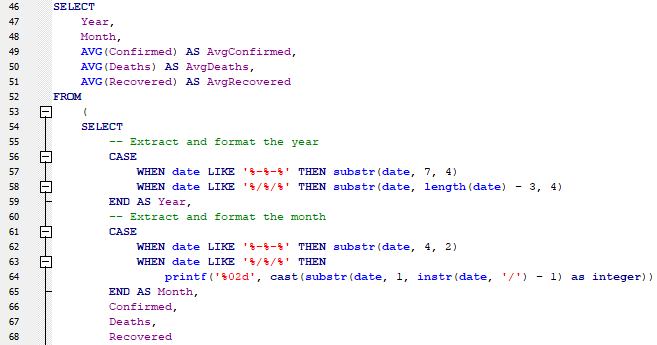 46 SELECT
47 Year,
48 Month,
49 AVG(Confirmed) AS AvgConfirmed,
50 AVG(Deaths) AS AvgDeaths,
51 AVG(Recovered) AS AvgRecovered
52 FROM
53 (
54 SELECT
55 -- Extract and format the year
56 CASE
57 WHEN date LIKE '%-%-%' THEN substr(date, 7, 4)
58 WHEN date LIKE '%/%/%' THEN substr(date, length(date) - 3, 4)
59 END AS Year,
60 -- Extract and format the month
61 CASE
62 WHEN date LIKE '%-%-%' THEN substr(date, 4, 2)
63 WHEN date LIKE '%/%/%' THEN
64 printf('%02d', cast(substr(date, 1, instr(date, '/') - 1) as integer))
65 END AS Month,
66 Confirmed,
67 Deaths,
68 Recovered